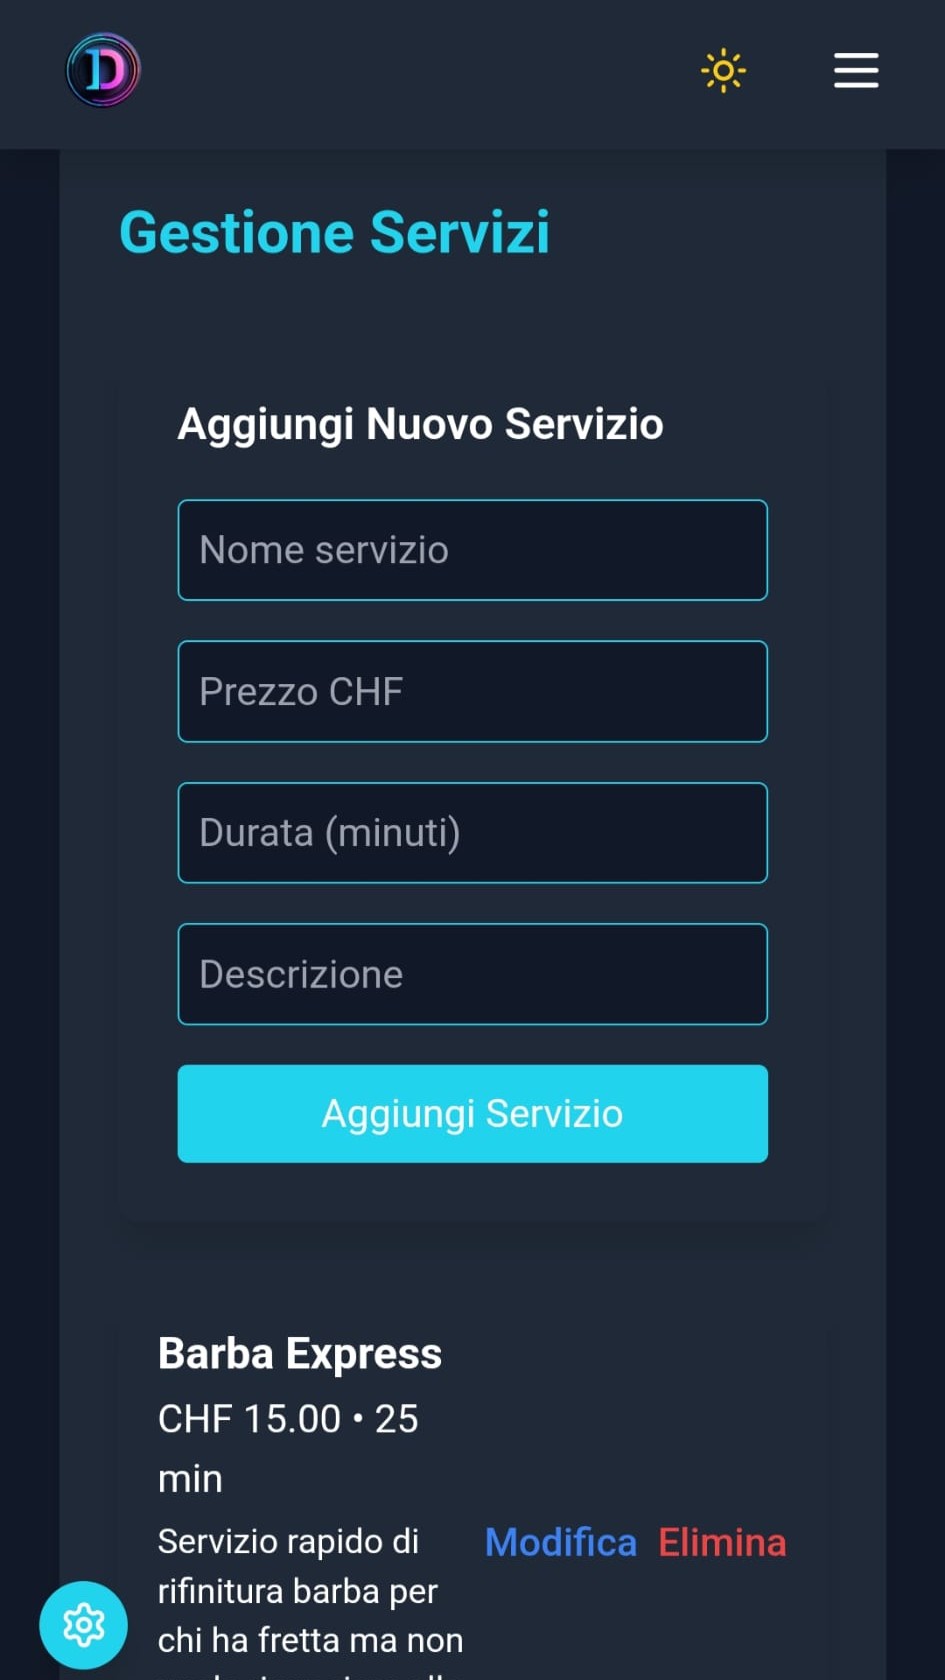 D
Gestione Servizi
Aggiungi Nuovo Servizio
Nome servizio
Prezzo CHF
Durata (minuti)
Descrizione
Aggiungi Servizio
Barba Express
CHF 15.00 • 25
min
Servizio rapido di
rifinitura barba per
chi ha fretta ma non
Modifica Elimina